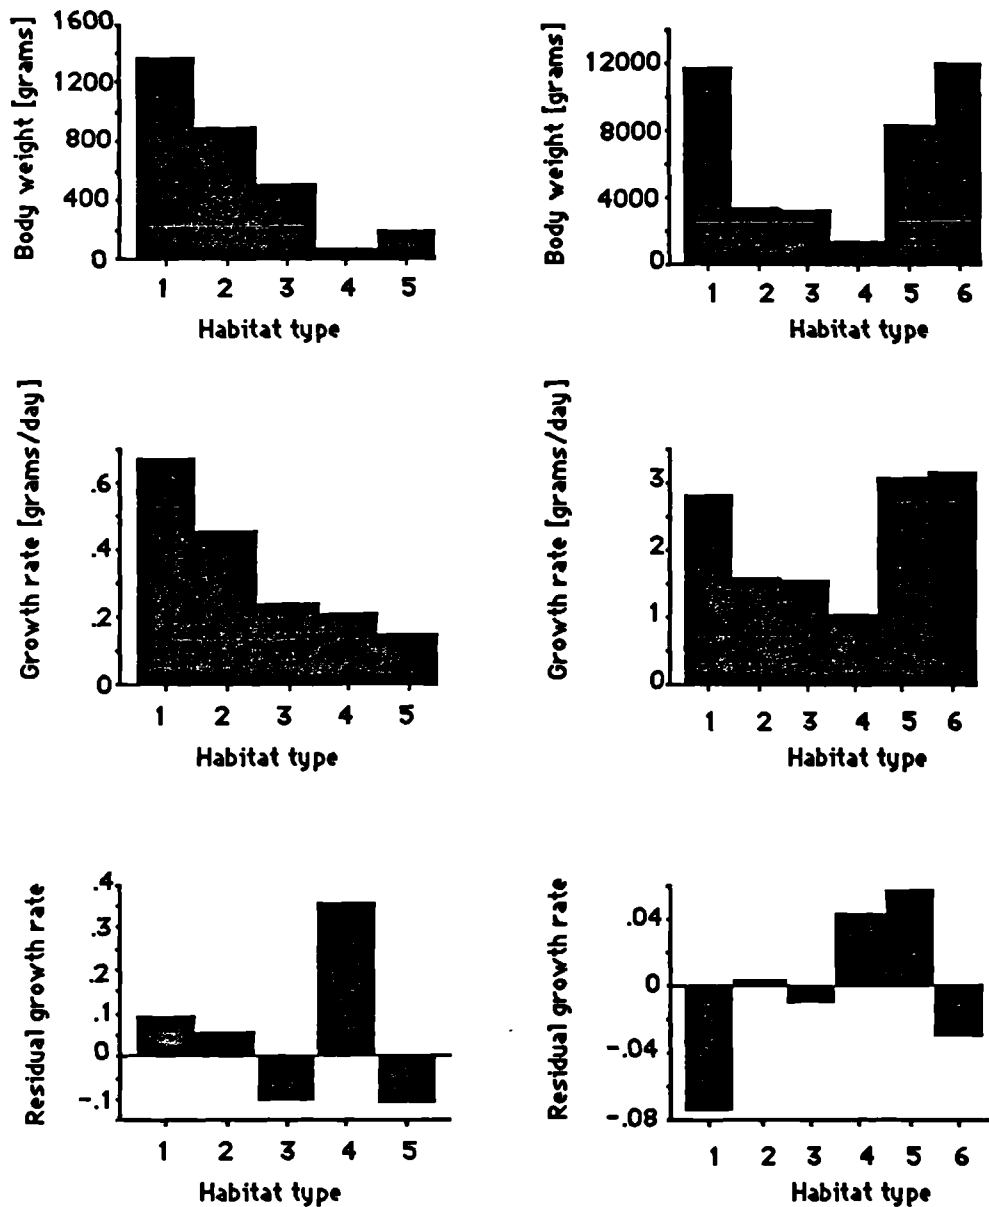 Body weight [grams]
1600
1200
800
400
0
1 2 3 4 5
Habitat type
Body weight [grams]
12000
8000
4000
0
1 2 3 4 5 6
Habitat type
Growth rate [grams/day]
.6
.4
.2
0
1 2 3 4 5
Habitat type
Growth rate [grams/day]
3
2
1
0
1 2 3 4 5 6
Habitat type
Residual growth rate
.4
.3
.2
.1
0
-.1
1 2 3 4 5
Habitat type
Residual growth rate
.04
0
-.04
-.08
1 2 3 4 5 6
Habitat type